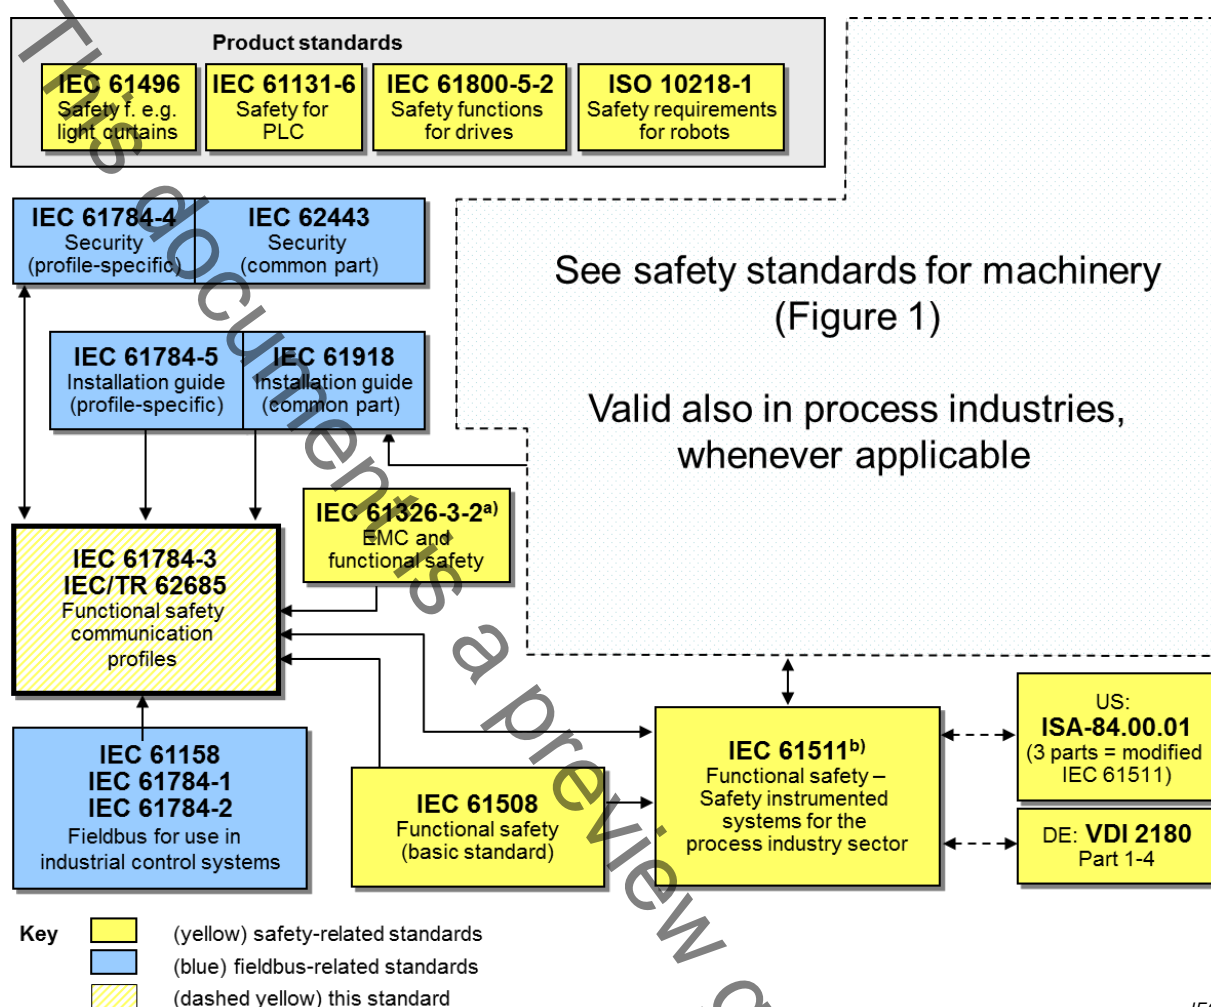 Product standards
IEC 61496
Safety f. e.g.
light curtains
IEC 61131-6
Safety for
PLC
IEC 61800-5-2
Safety functions
for drives
ISO 10218-1
Safety requirements
for robots
IEC 61784-4
Security
(profile-specific)
IEC 62443
Security
(common part)
See safety standards for machinery
(Figure 1)
Valid also in process industries,
whenever applicable
IEC 61784-5
Installation guide
(profile-specific)
IEC 61918
Installation guide
(common part)
IEC 61326-3-2a)
EMC and
functional safety
IEC 61784-3
IEC/TR 62685
Functional safety
communication
profiles
IEC 61158
IEC 61784-1
IEC 61784-2
Fieldbus for use in
industrial control systems
IEC 61508
Functional safety
(basic standard)
IEC 61511b)
Functional safety –
Safety instrumented
systems for the
process industry sector
US:
ISA-84.00.01
(3 parts = modified
IEC 61511)
DE: VDI 2180
Part 1-4
Key
(yellow) safety-related standards
(blue) fieldbus-related standards
(dashed yellow) this standard
This document is a preview